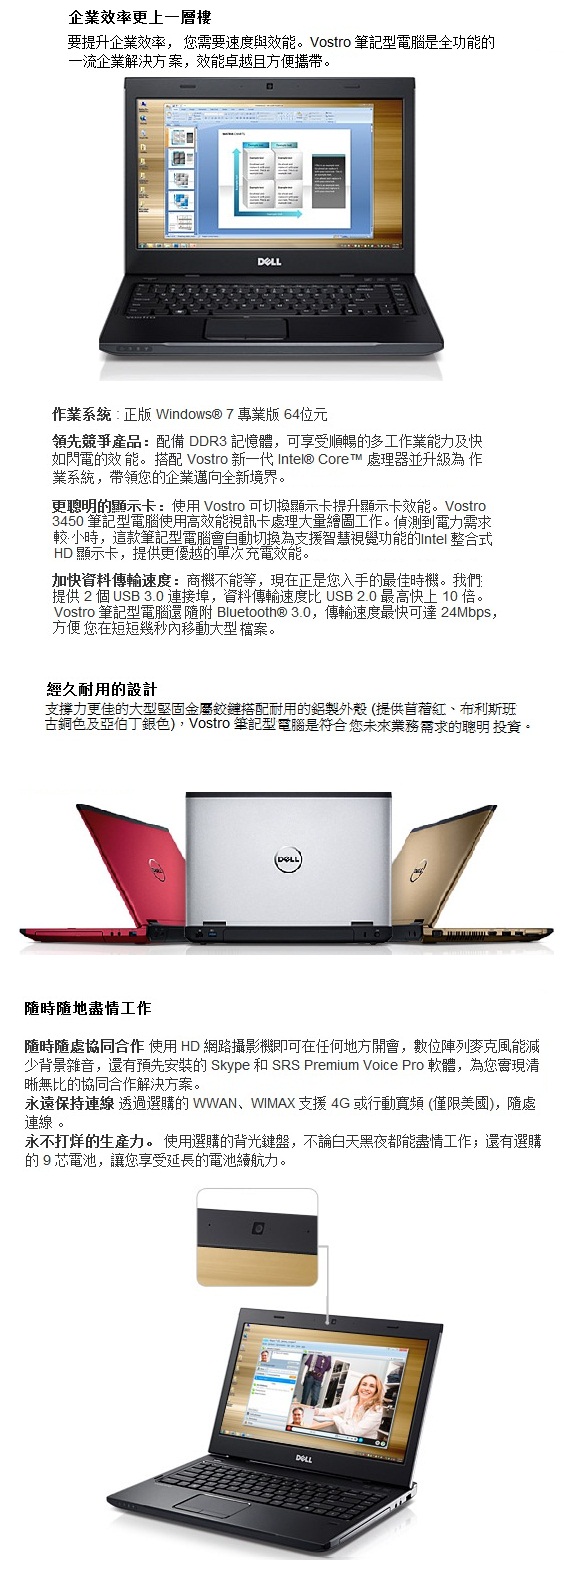 企業效率更上一層樓
要提升企業效率， 您需要速度與效能。Vostro 筆記型電腦是全功能的
一流企業解決方案，效能卓越且方便攜帶。
DELL
作業系統 : 正版 Windows® 7 專業版 64位元
領先競爭產品： 配備 DDR3 記憶體，可享受順暢的多工作業能力及快
如閃電的效 能。搭配 Vostro 新一代 Intel® Core™ 處理器並升級為 作
業系統，帶領您的企業邁向全新境界。
更聰明的顯示卡： 使用 Vostro 可切換顯示卡提升顯示卡效能。Vostro
3450 筆記型電腦使用高效能視訊卡處理大量繪圖工作。偵測到電力需求
較 小時，這款筆記型電腦會自動切換為支援智慧視覺功能的Intel 整合式
HD 顯示卡，提供更優越的單次充電效能。
加快資料傳輸速度： 商機不能等，現在正是您入手的最佳時機。我們
提供 2 個 USB 3.0 連接埠，資料傳輸速度比 USB 2.0 最高快上 10 倍。
Vostro 筆記型電腦還隨附 Bluetooth® 3.0，傳輸速度最快可達 24Mbps，
方便 您在短短幾秒內移動大型 檔案。
經久耐用的設計
支撐力更佳的大型堅固金屬鉸鏈搭配耐用的鋁製外殼 (提供苜蓿紅、布利斯班
古銅色及亞伯丁銀色)，Vostro 筆記型電腦是符合 您未來業務 需求的聰明 投資。
DELL
DELL
DELL
隨時隨地盡情工作
隨時隨處協同合作 使用 HD 網路攝影機即可在任何地方開會，數位陣列麥克風能減
少背景雜音，還有預先安裝的 Skype 和 SRS Premium Voice Pro 軟體，為您實現清
晰無比的協同合作解決方案。
永遠保持連線 透過選購的 WWAN、WIMAX 支援 4G 或行動寬頻 (僅限美國)，隨處
連線 。
永不打烊的生產力。 使用選購的背光鍵盤，不論白天黑夜都能盡情工作；還有選購
的 9 芯電池，讓您享受延長的電池續航力。
DELL